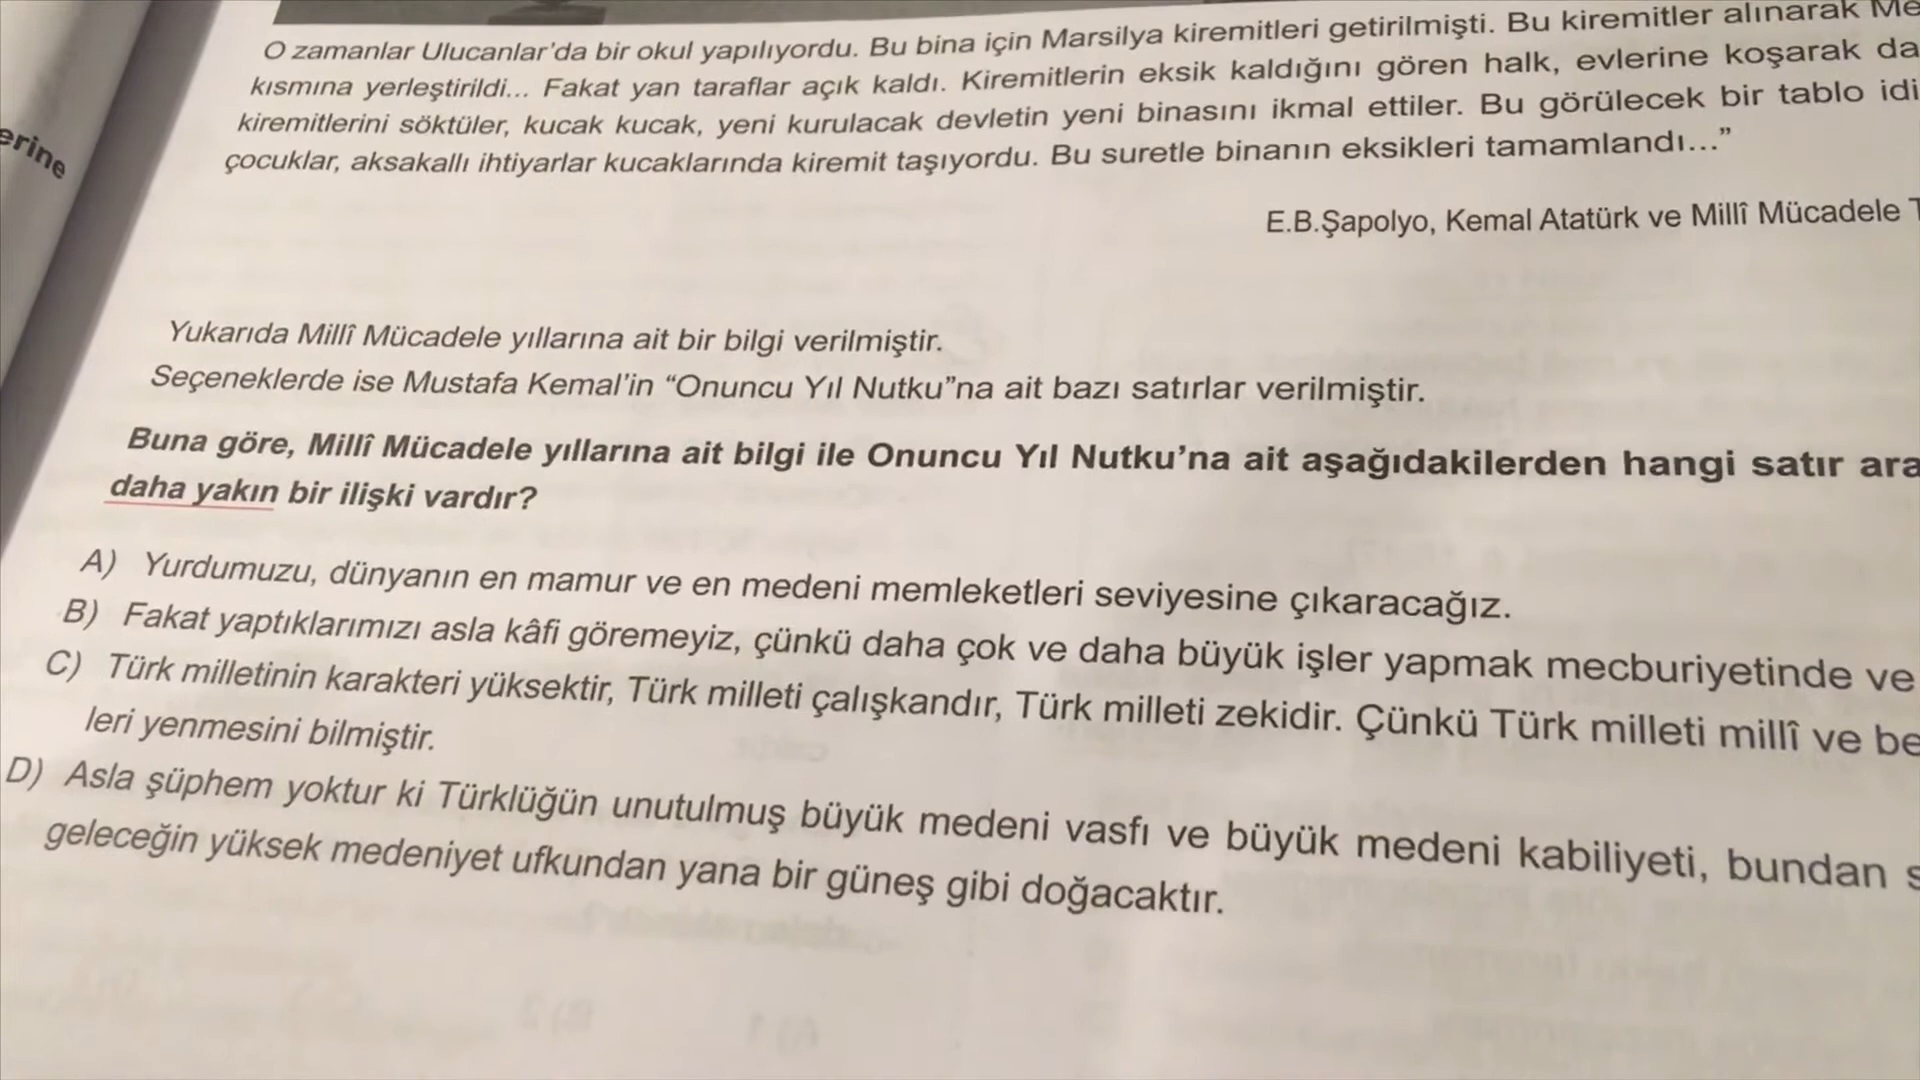 O zamanlar Ulucanlar'da bir okul yapılıyordu. Bu bina için Marsilya kiremitleri getirilmişti. Bu kiremitler alınarak Me
kısmına yerleştirildi... Fakat yan taraflar açık kaldı. Kiremitlerin eksik kaldığını gören halk, evlerine koşarak da
kiremitlerini söktüler, kucak kucak, yeni kurulacak devletin yeni binasını ikmal ettiler. Bu görülecek bir tablo idi
çocuklar, aksakallı ihtiyarlar kucaklarında kiremit taşıyordu. Bu suretle binanın eksikleri tamamlandı..."
erine
E.B.Şapolyo, Kemal Atatürk ve Millî Mücadele T
Yukarıda Millî Mücadele yıllarına ait bir bilgi verilmiştir.
Seçeneklerde ise Mustafa Kemal'in "Onuncu Yıl Nutku"na ait bazı satırlar verilmiştir.
Buna göre, Millî Mücadele yıllarına ait bilgi ile Onuncu Yıl Nutku'na ait aşağıdakilerden hangi satır ara
daha yakın bir ilişki vardır?
A) Yurdumuzu, dünyanın en mamur ve en medeni memleketleri seviyesine çıkaracağız.
B) Fakat yaptıklarımızı asla kâfi göremeyiz, çünkü daha çok ve daha büyük işler yapmak mecburiyetinde ve
C) Türk milletinin karakteri yüksektir, Türk milleti çalışkandır, Türk milleti zekidir. Çünkü Türk milleti millî ve be
leri yenmesini bilmiştir.
D) Asla şüphem yoktur ki Türklüğün unutulmuş büyük medeni vasfı ve büyük medeni kabiliyeti, bundan s
geleceğin yüksek medeniyet ufkundan yana bir güneş gibi doğacaktır.